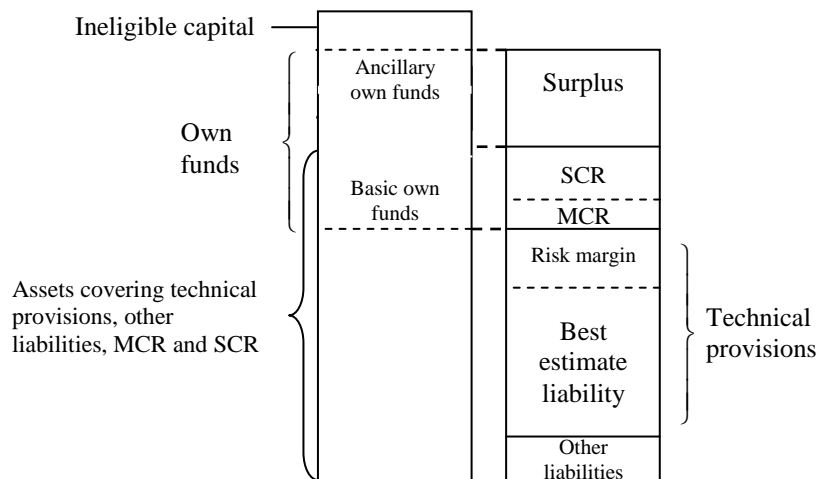 Ineligible capital
Ancillary
own funds
Surplus
Own
funds
SCR
Basic own
funds
MCR
Risk margin
Assets covering technical
provisions, other
liabilities, MCR and SCR
Technical
provisions
Best
estimate
liability
Other
liabilities